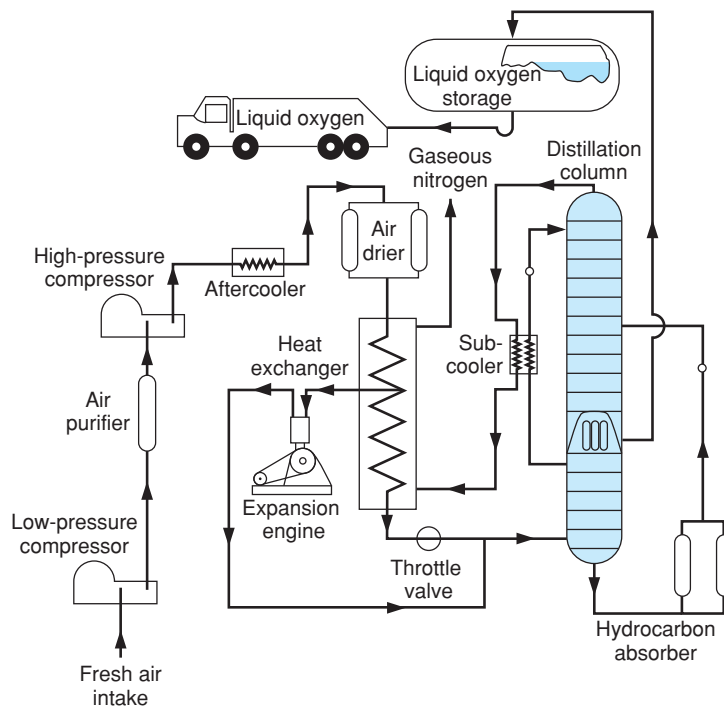 Liquid oxygen
storage
Liquid oxygen
Gaseous
nitrogen
Distillation
column
Air
drier
High-pressure
compressor
Aftercooler
Heat
exchanger
Sub-
cooler
Air
purifier
Expansion
engine
Low-pressure
compressor
Throttle
valve
Hydrocarbon
absorber
Fresh air
intake